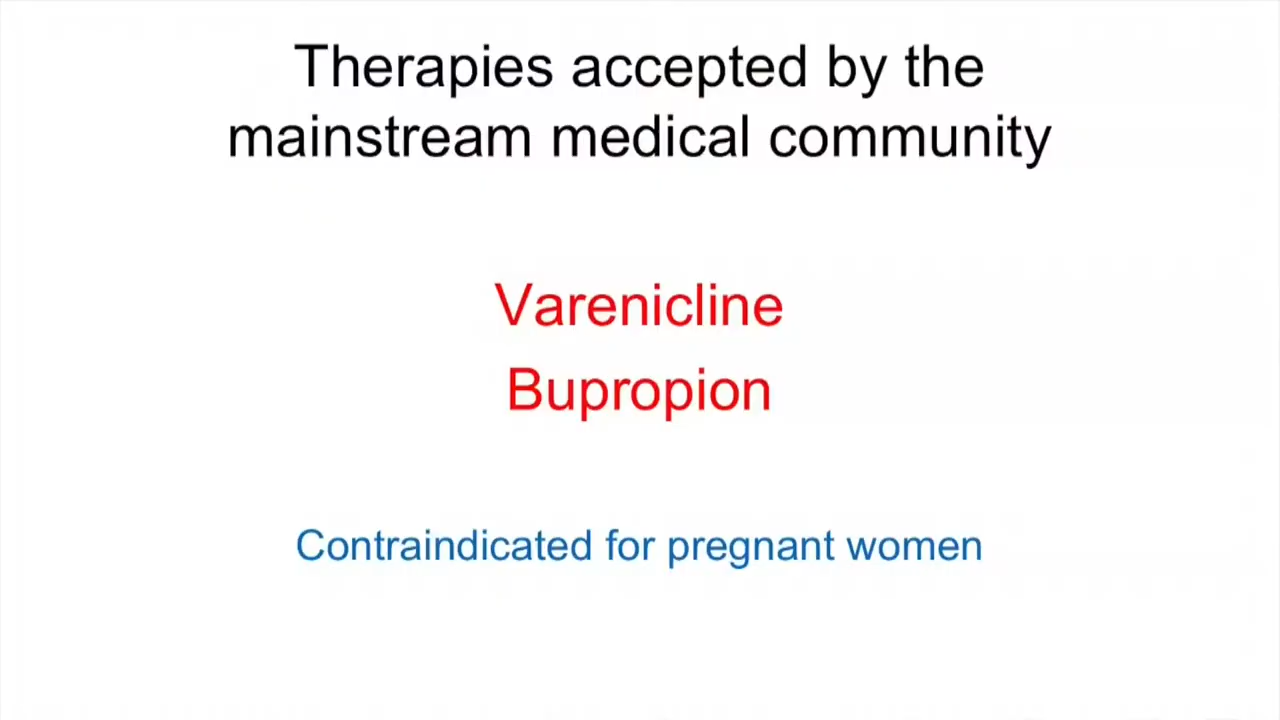 Therapies accepted by the
mainstream medical community
Varenicline
Bupropion
Contraindicated for pregnant women